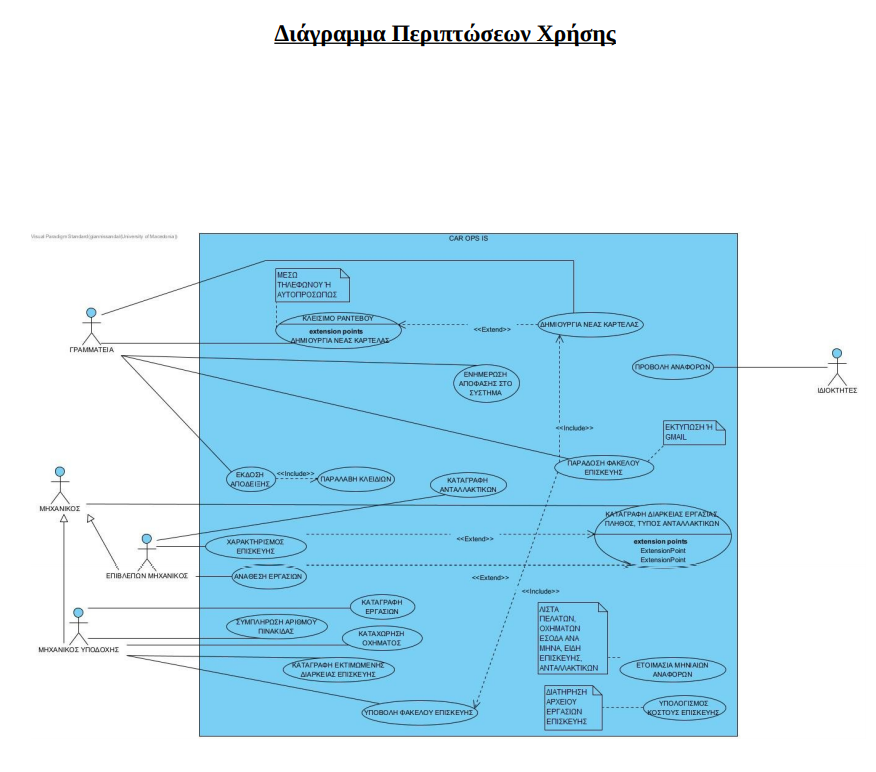 Διάγραμμα Περιπτώσεων Χρήσης
Visual Paradigm Standard(giannisandal(University of Macedonia))
CAR OPS IS
ΜΕΣΩ
ΤΗΛΕΦΩΝΟΥ Ή
ΑΥΤΟΠΡΟΣΩΠΩΣ
ΚΛΕΙΣΙΜΟ ΡΑΝΤΕΒΟΥ
extension points
ΔΗΜΙΟΥΡΓΙΑ ΝΕΑΣ ΚΑΡΤΕΛΑΣ
<<Extend>>
ΔΗΜΙΟΥΡΓΙΑ ΝΕΑΣ ΚΑΡΤΕΛΑΣ
ΓΡΑΜΜΑΤΕΙΑ
ΕΝΗΜΕΡΩΣΗ
ΑΠΟΦΑΣΗΣ ΣΤΟ
ΣΥΣΤΗΜΑ
ΠΡΟΒΟΛΗ ΑΝΑΦΟΡΩΝ
ΙΔΙΟΚΤΗΤΕΣ
<<Include>>
ΕΚΤΥΠΩΣΗ Ή
GMAIL
ΠΑΡΑΔΟΣΗ ΦΑΚΕΛΟΥ
ΕΠΙΣΚΕΥΗΣ
ΕΚΔΟΣΗ
ΑΠΟΔΕΙΞΗΣ
<<Include>>
ΠΑΡΑΛΑΒΗ ΚΛΕΙΔΙΩΝ
ΚΑΤΑΓΡΑΦΗ
ΑΝΤΑΛΛΑΚΤΙΚΩΝ
ΜΗΧΑΝΙΚΟΣ
ΚΑΤΑΓΡΑΦΗ ΔΙΑΡΚΕΙΑΣ ΕΡΓΑΣΙΑΣ,
ΠΛΗΘΟΣ, ΤΥΠΟΣ ΑΝΤΑΛΛΑΚΤΙΚΩΝ
extension points
ExtensionPoint
ExtensionPoint
ΧΑΡΑΚΤΗΡΙΣΜΟΣ
ΕΠΙΣΚΕΥΗΣ
<<Extend>>
ΕΠΙΒΛΕΠΩΝ ΜΗΧΑΝΙΚΟΣ
ΑΝΑΘΕΣΗ ΕΡΓΑΣΙΩΝ
<<Extend>>
<<Include>>
ΚΑΤΑΓΡΑΦΗ
ΕΡΓΑΣΙΩΝ
ΣΥΜΠΛΗΡΩΣΗ ΑΡΙΘΜΟΥ
ΠΙΝΑΚΙΔΑΣ
ΚΑΤΑΧΩΡΗΣΗ
ΟΧΗΜΑΤΟΣ
ΜΗΧΑΝΙΚΟΣ ΥΠΟΔΟΧΗΣ
ΛΙΣΤΑ
ΠΕΛΑΤΩΝ,
ΟΧΗΜΑΤΩΝ
ΕΣΟΔΑ ΑΝΑ
ΜΗΝΑ, ΕΙΔΗ
ΕΠΙΣΚΕΥΗΣ,
ΑΝΤΑΛΛΑΚΤΙΚΩΝ
ΚΑΤΑΓΡΑΦΗ ΕΚΤΙΜΩΜΕΝΗΣ
ΔΙΑΡΚΕΙΑΣ ΕΠΙΣΚΕΥΗΣ
ΕΤΟΙΜΑΣΙΑ ΜΗΝΙΑΙΩΝ
ΑΝΑΦΟΡΩΝ
ΥΠΟΒΟΛΗ ΦΑΚΕΛΟΥ ΕΠΙΣΚΕΥΗΣ
ΔΙΑΤΗΡΗΣΗ
ΑΡΧΕΙΟΥ
ΕΡΓΑΣΙΩΝ
ΕΠΙΣΚΕΥΗΣ
ΥΠΟΛΟΓΙΣΜΟΣ
ΚΟΣΤΟΥΣ ΕΠΙΣΚΕΥΗΣ